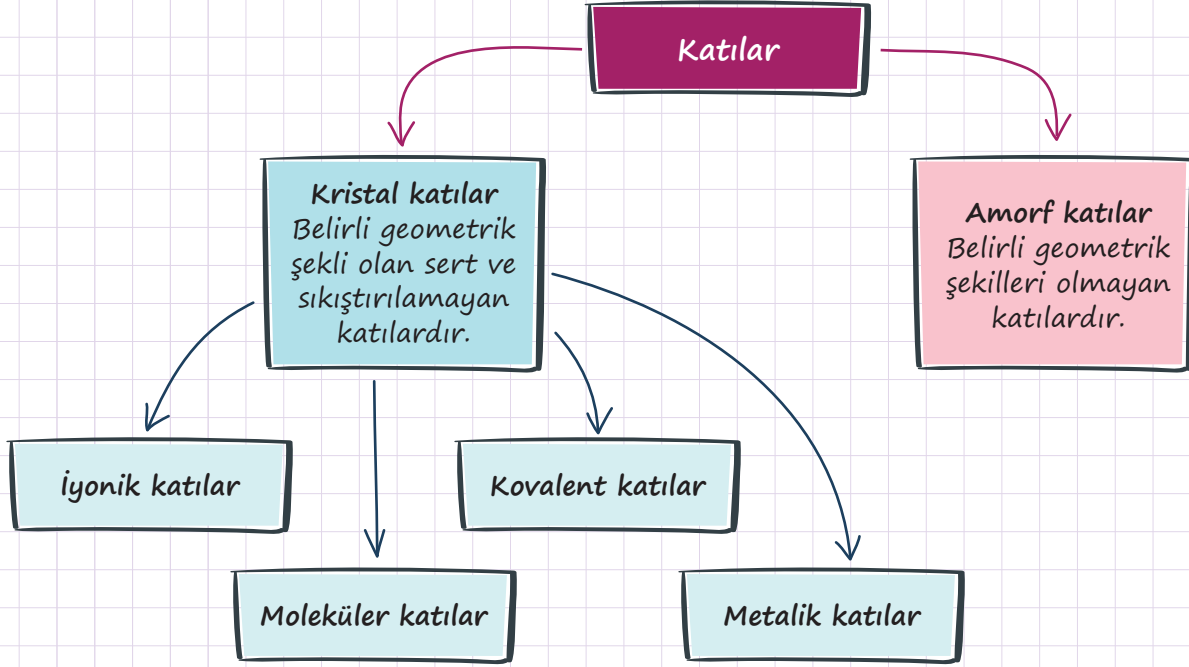 Katılar
Kristal katılar
Belirli geometrik
şekli olan sert ve
sıkıştırılamayan
katılardır.
Amorf katılar
Belirli geometrik
şekilleri olmayan
katılardır.
İyonik katılar
Kovalent katılar
Moleküler katılar
Metalik katılar